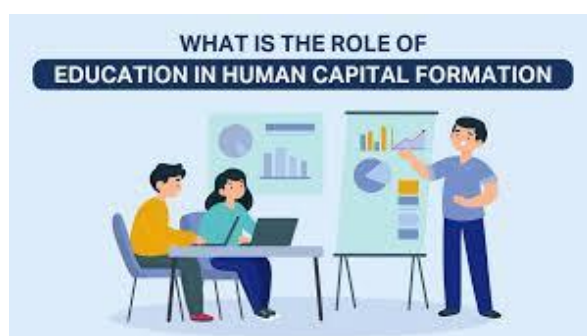 WHAT IS THE ROLE OF
EDUCATION IN HUMAN CAPITAL FORMATION